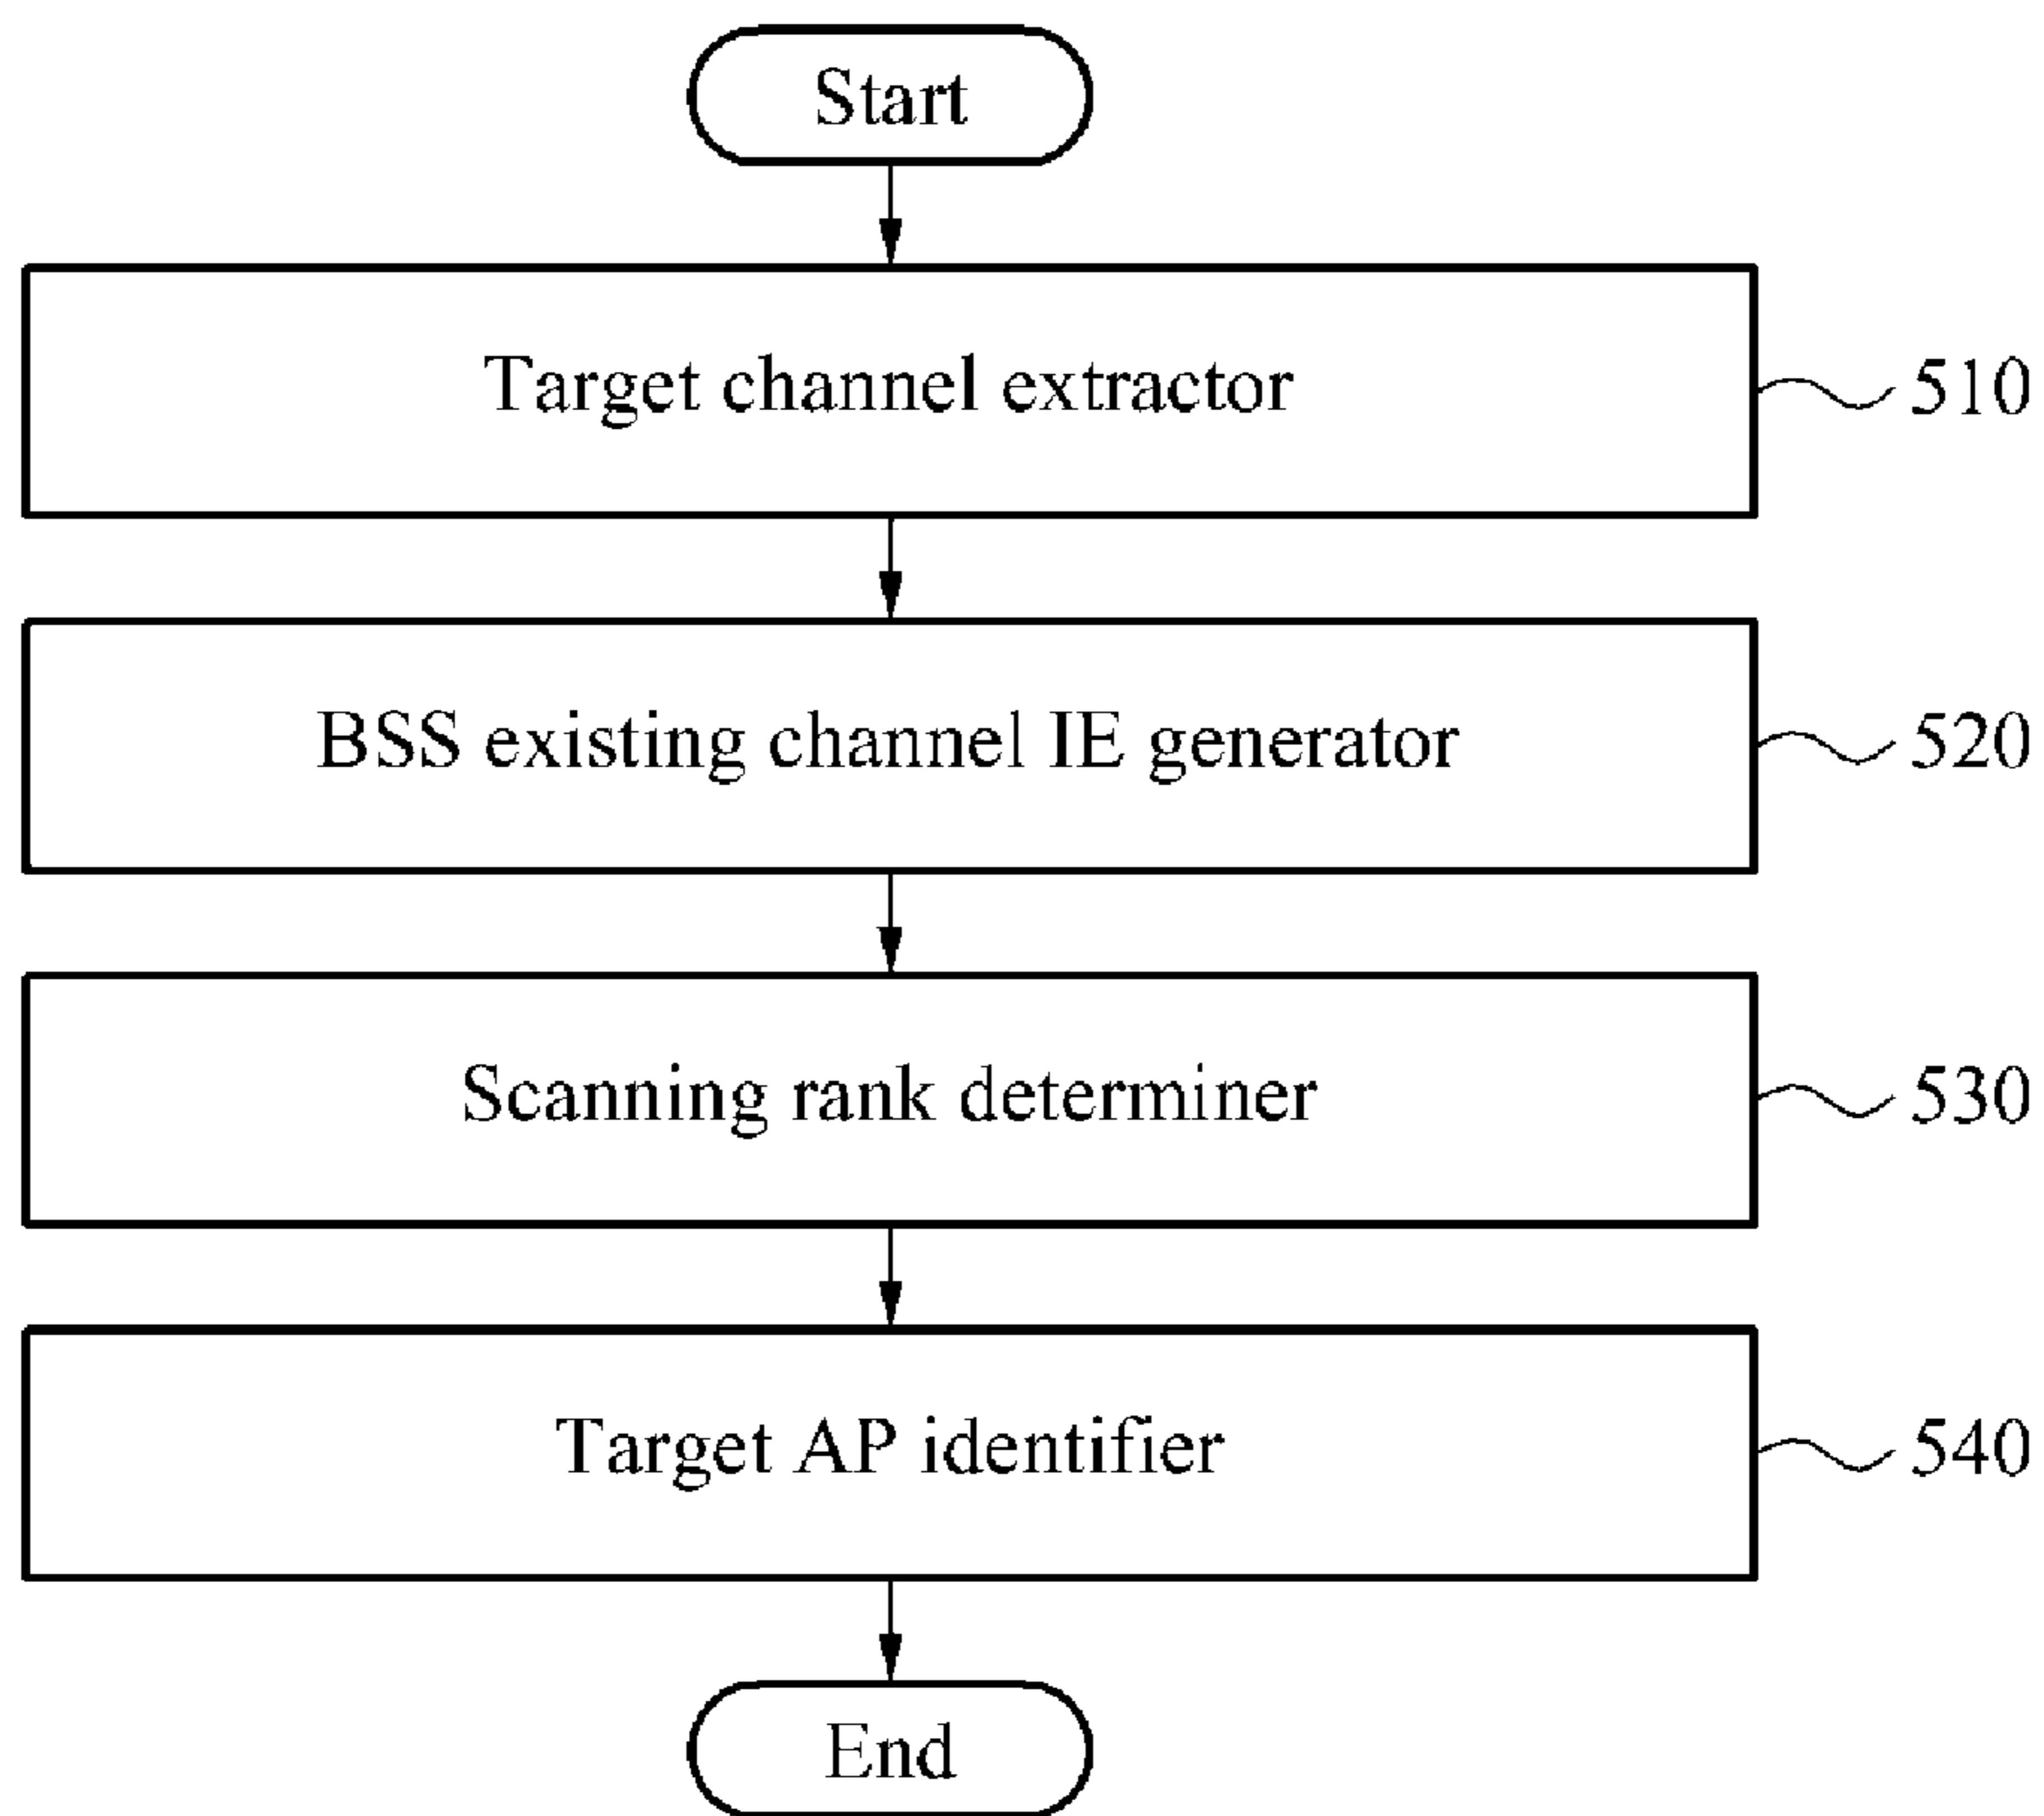 Start
Target channel extractor
510
BSS existing channel IE generator
520
Scanning rank determiner
530
Target AP identifier
540
End